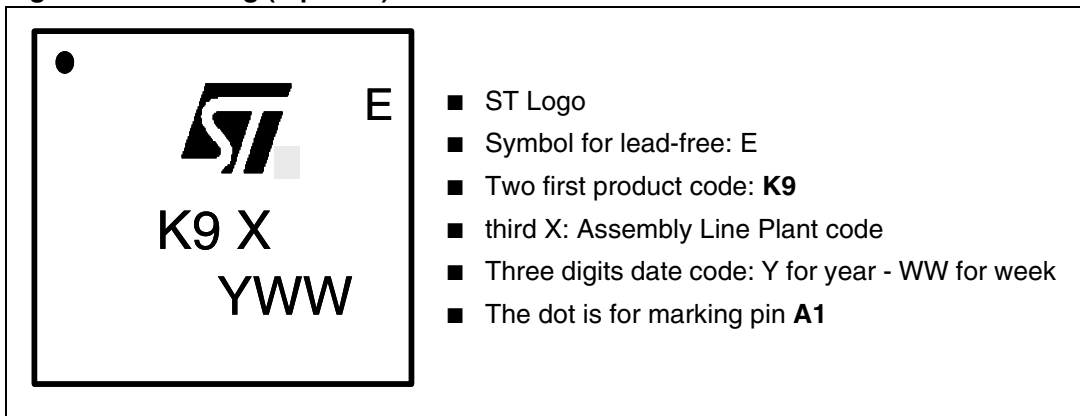 ST
E
K9 X
YWW
■ ST Logo
■ Symbol for lead-free: E
■ Two first product code: K9
■ third X: Assembly Line Plant code
■ Three digits date code: Y for year - WW for week
■ The dot is for marking pin A1